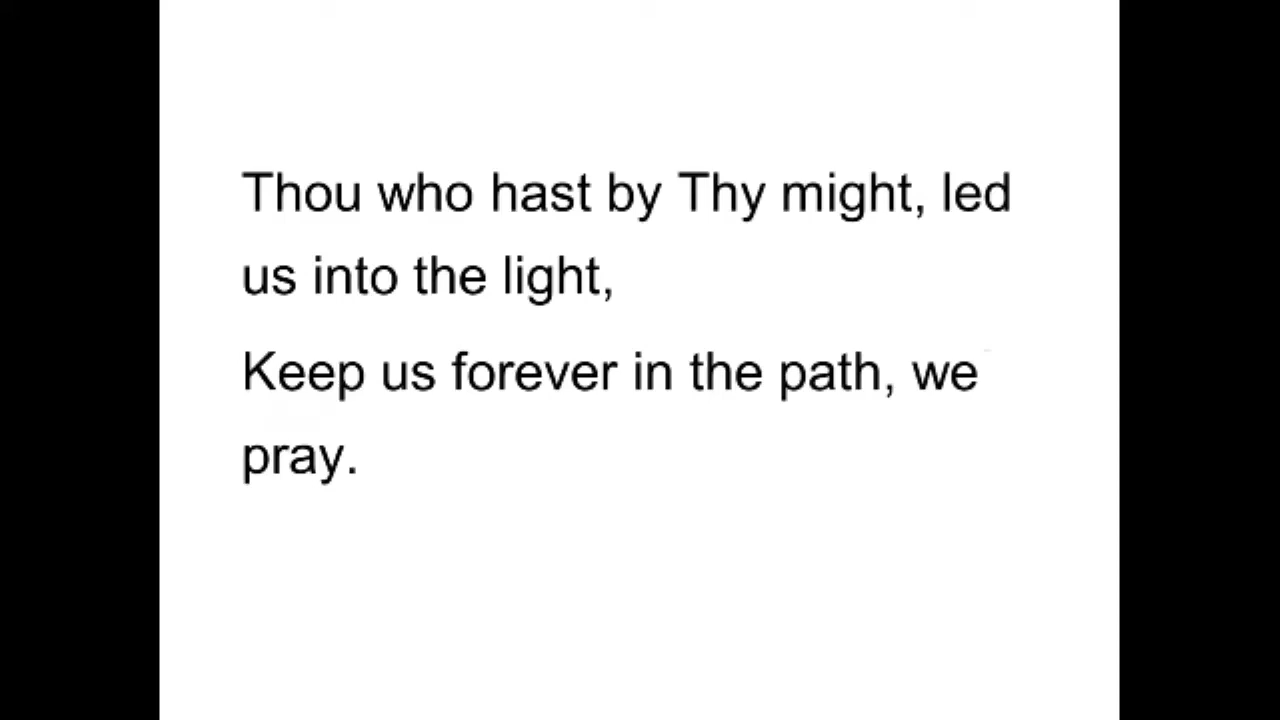 Thou who hast by Thy might, led
us into the light,
Keep us forever in the path, we
pray.